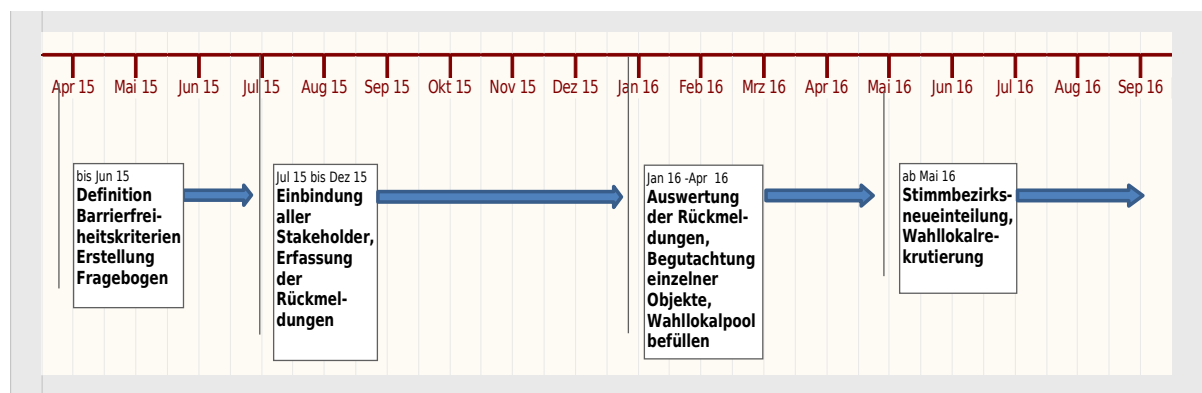 Apr 15 Mai 15 Jun 15 Jul 15 Aug 15 Sep 15 Okt 15 Nov 15 Dez 15 Jan 16 Feb 16 Mrz 16 Apr 16 Mai 16 Jun 16 Jul 16 Aug 16 Sep 16
bis Jun 15
Definition
Barrierfrei-
heitskriterien
Erstellung
Fragebogen
Jul 15 bis Dez 15
Einbindung
aller
Stakeholder,
Erfassung
der
Rückmel-
dungen
Jan 16 -Apr 16
Auswertung
der Rückmel-
dungen,
Begutachtung
einzelner
Objekte,
Wahllokalpool
befüllen
ab Mai 16
Stimmbezirks-
neueinteilung,
Wahllokalre-
krutierung